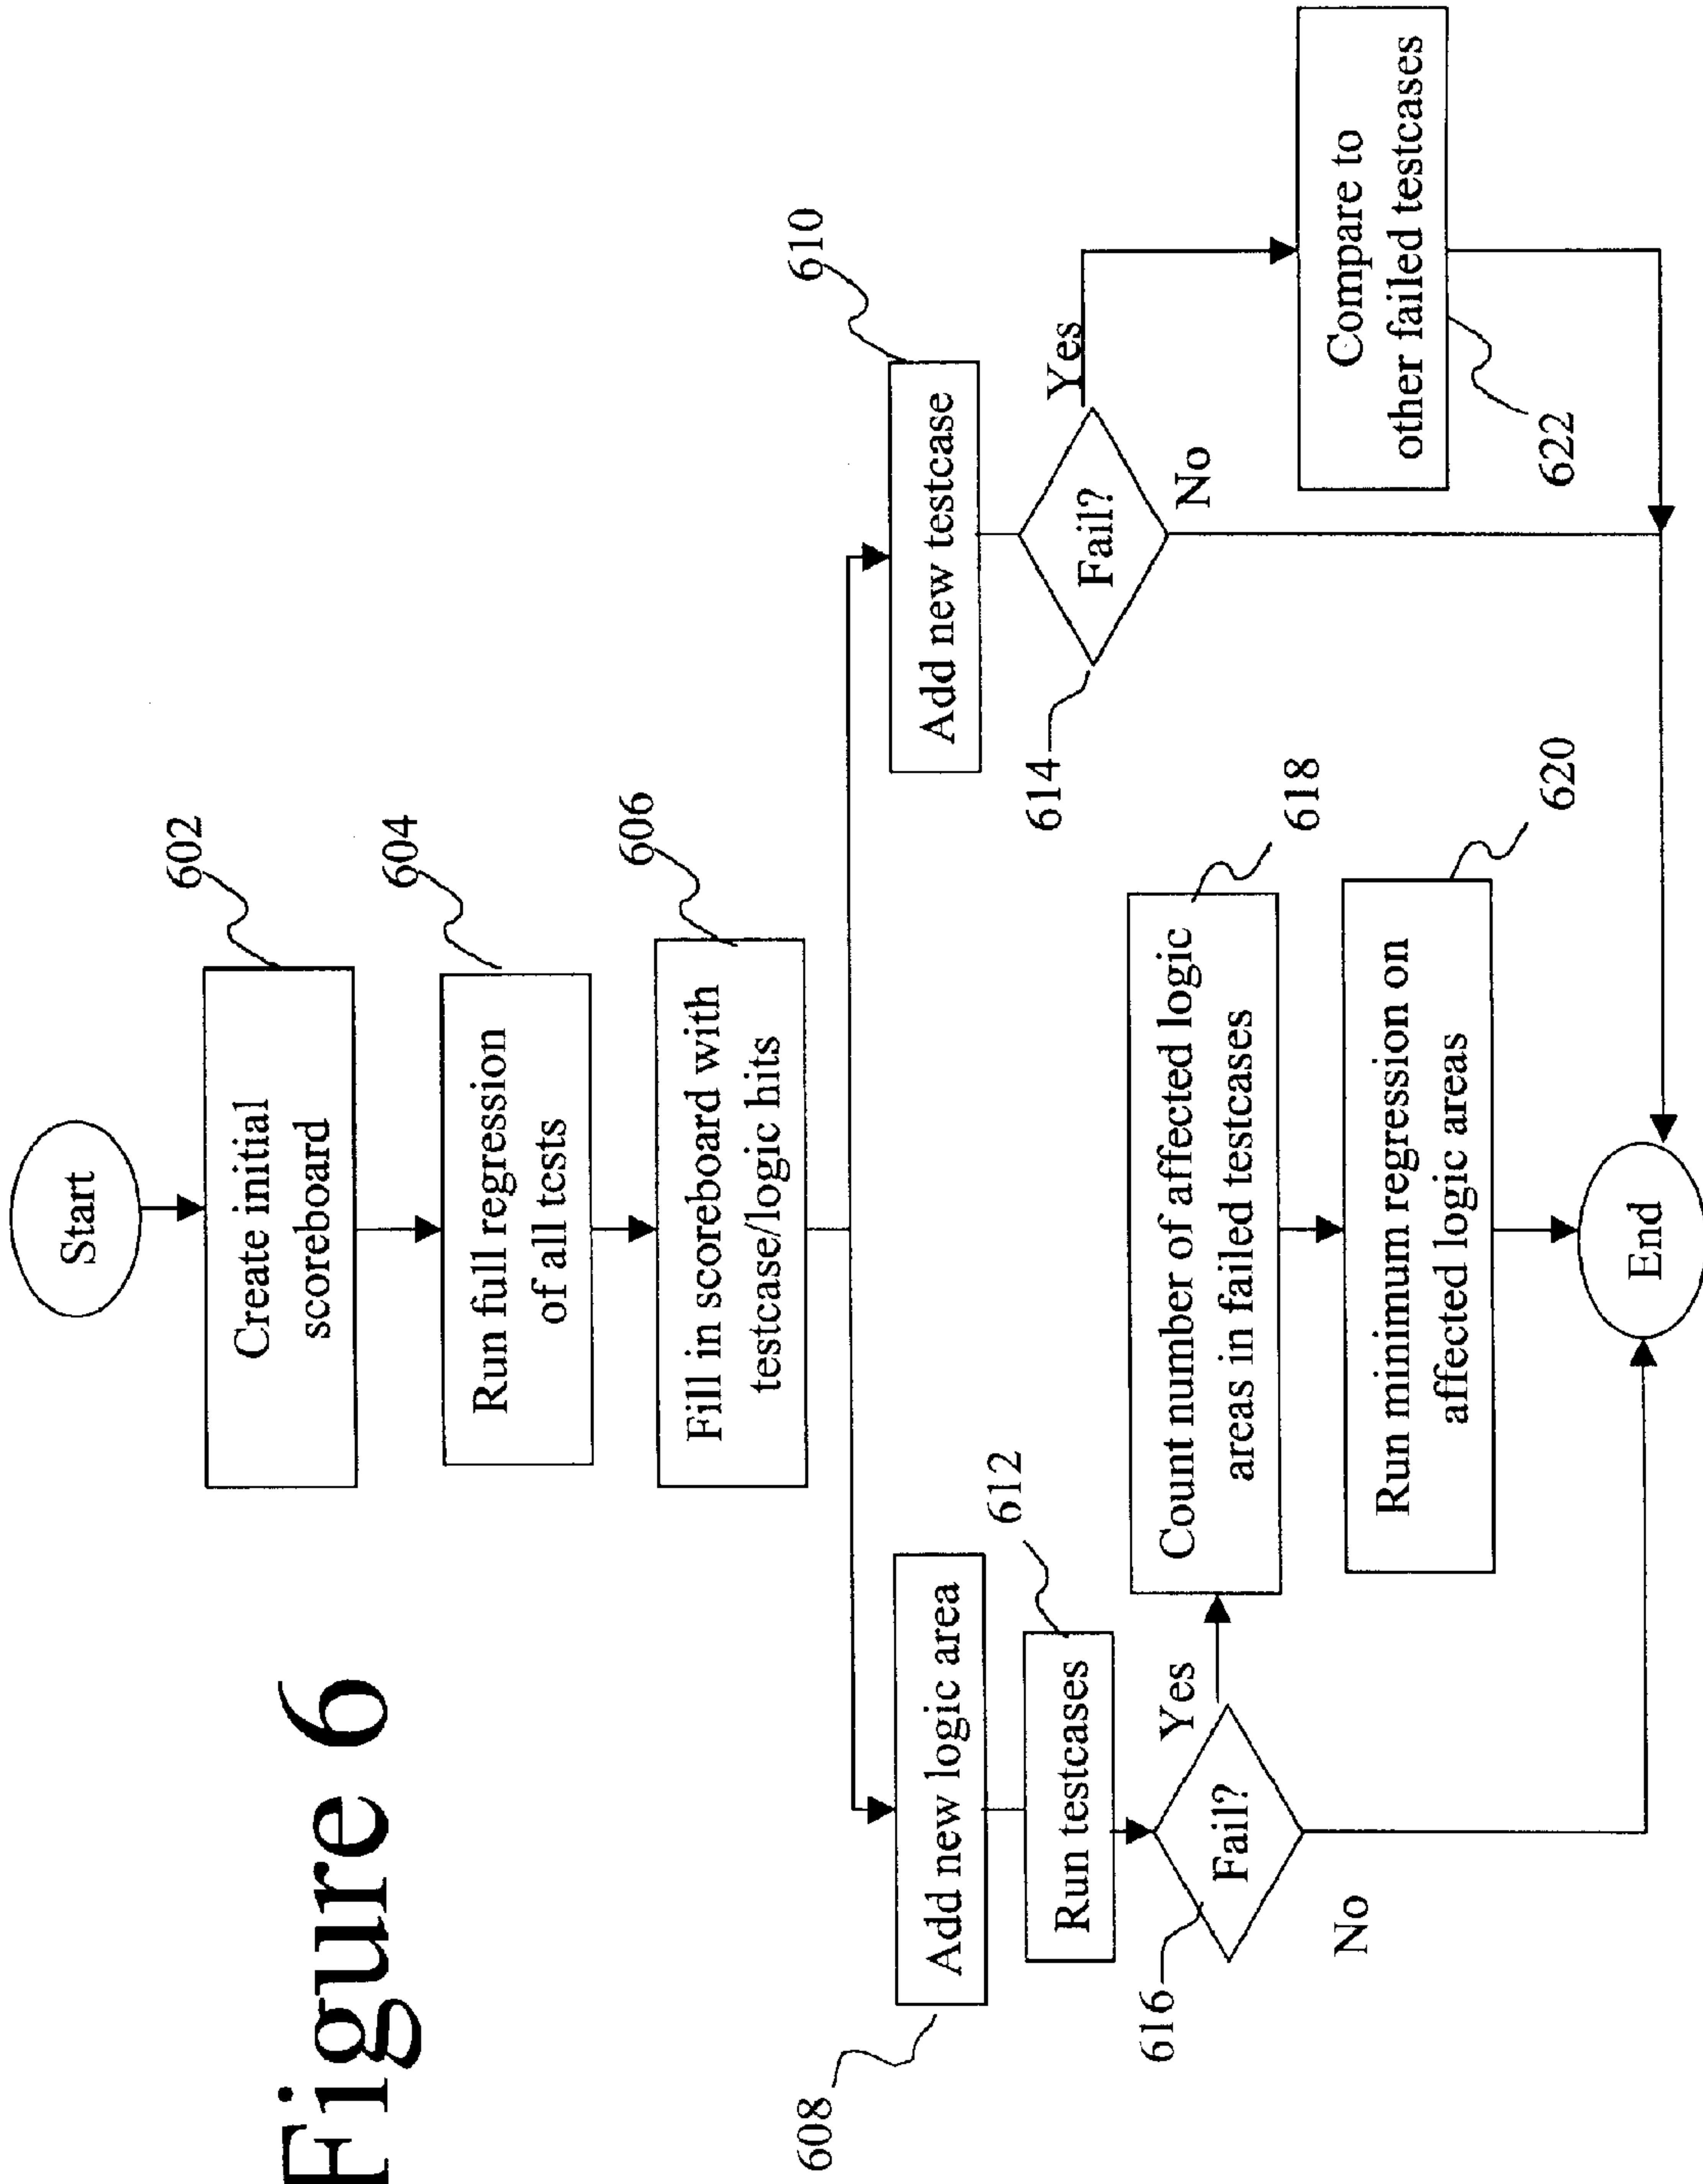 Figure 6
Start
Create initial
scoreboard
602
Run full regression
of all tests
604
Fill in scoreboard with
testcase/logic hits
606
608
Add new logic area
Add new testcase
610
Run testcases
612
616
Fail?
Yes
No
614
Fail?
Yes
No
Count number of affected logic
areas in failed testcases
618
Run minimum regression on
affected logic areas
620
Compare to
other failed testcases
622
End